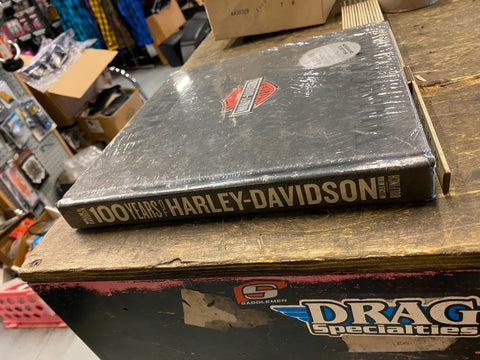 100 YEARS OF HARLEY-DAVIDSON
SADDLEMEN
DRAG
Specialties